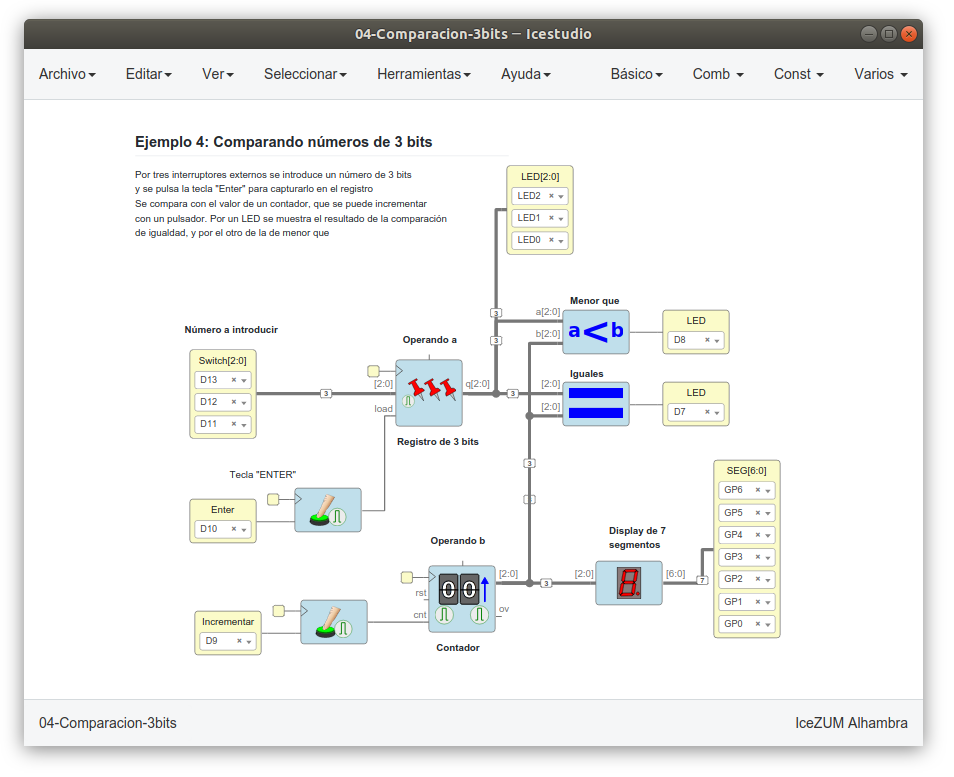 04-Comparacion-3bits — Icestudio
Archivo Editar Ver Seleccionar Herramientas Ayuda Básico Comb Const Varios
Ejemplo 4: Comparando números de 3 bits
Por tres interruptores externos se introduce un número de 3 bits
y se pulsa la tecla "Enter" para capturarlo en el registro
Se compara con el valor de un contador, que se puede incrementar
con un pulsador. Por un LED se muestra el resultado de la comparación
de igualdad, y por el otro de la de menor que
LED[2:0]
LED2
LED1
LED0
Menor que
a[2:0]
b[2:0]
a<b
3
3
LED
D8
Número a introducir
Switch[2:0]
D13
D12
D11
3
Operando a
[2:0]
load
q[2:0]
Registro de 3 bits
3
Iguales
[2:0]
[2:0]
LED
D7
3
Tecla "ENTER"
Enter
D10
Operando b
rst
cnt
00
[2:0]
ov
Contador
3
Incrementar
D9
Display de 7
segmentos
[2:0]
8.
[6:0]
7
SEG[6:0]
GP6
GP5
GP4
GP3
GP2
GP1
GP0
04-Comparacion-3bits
IceZUM Alhambra